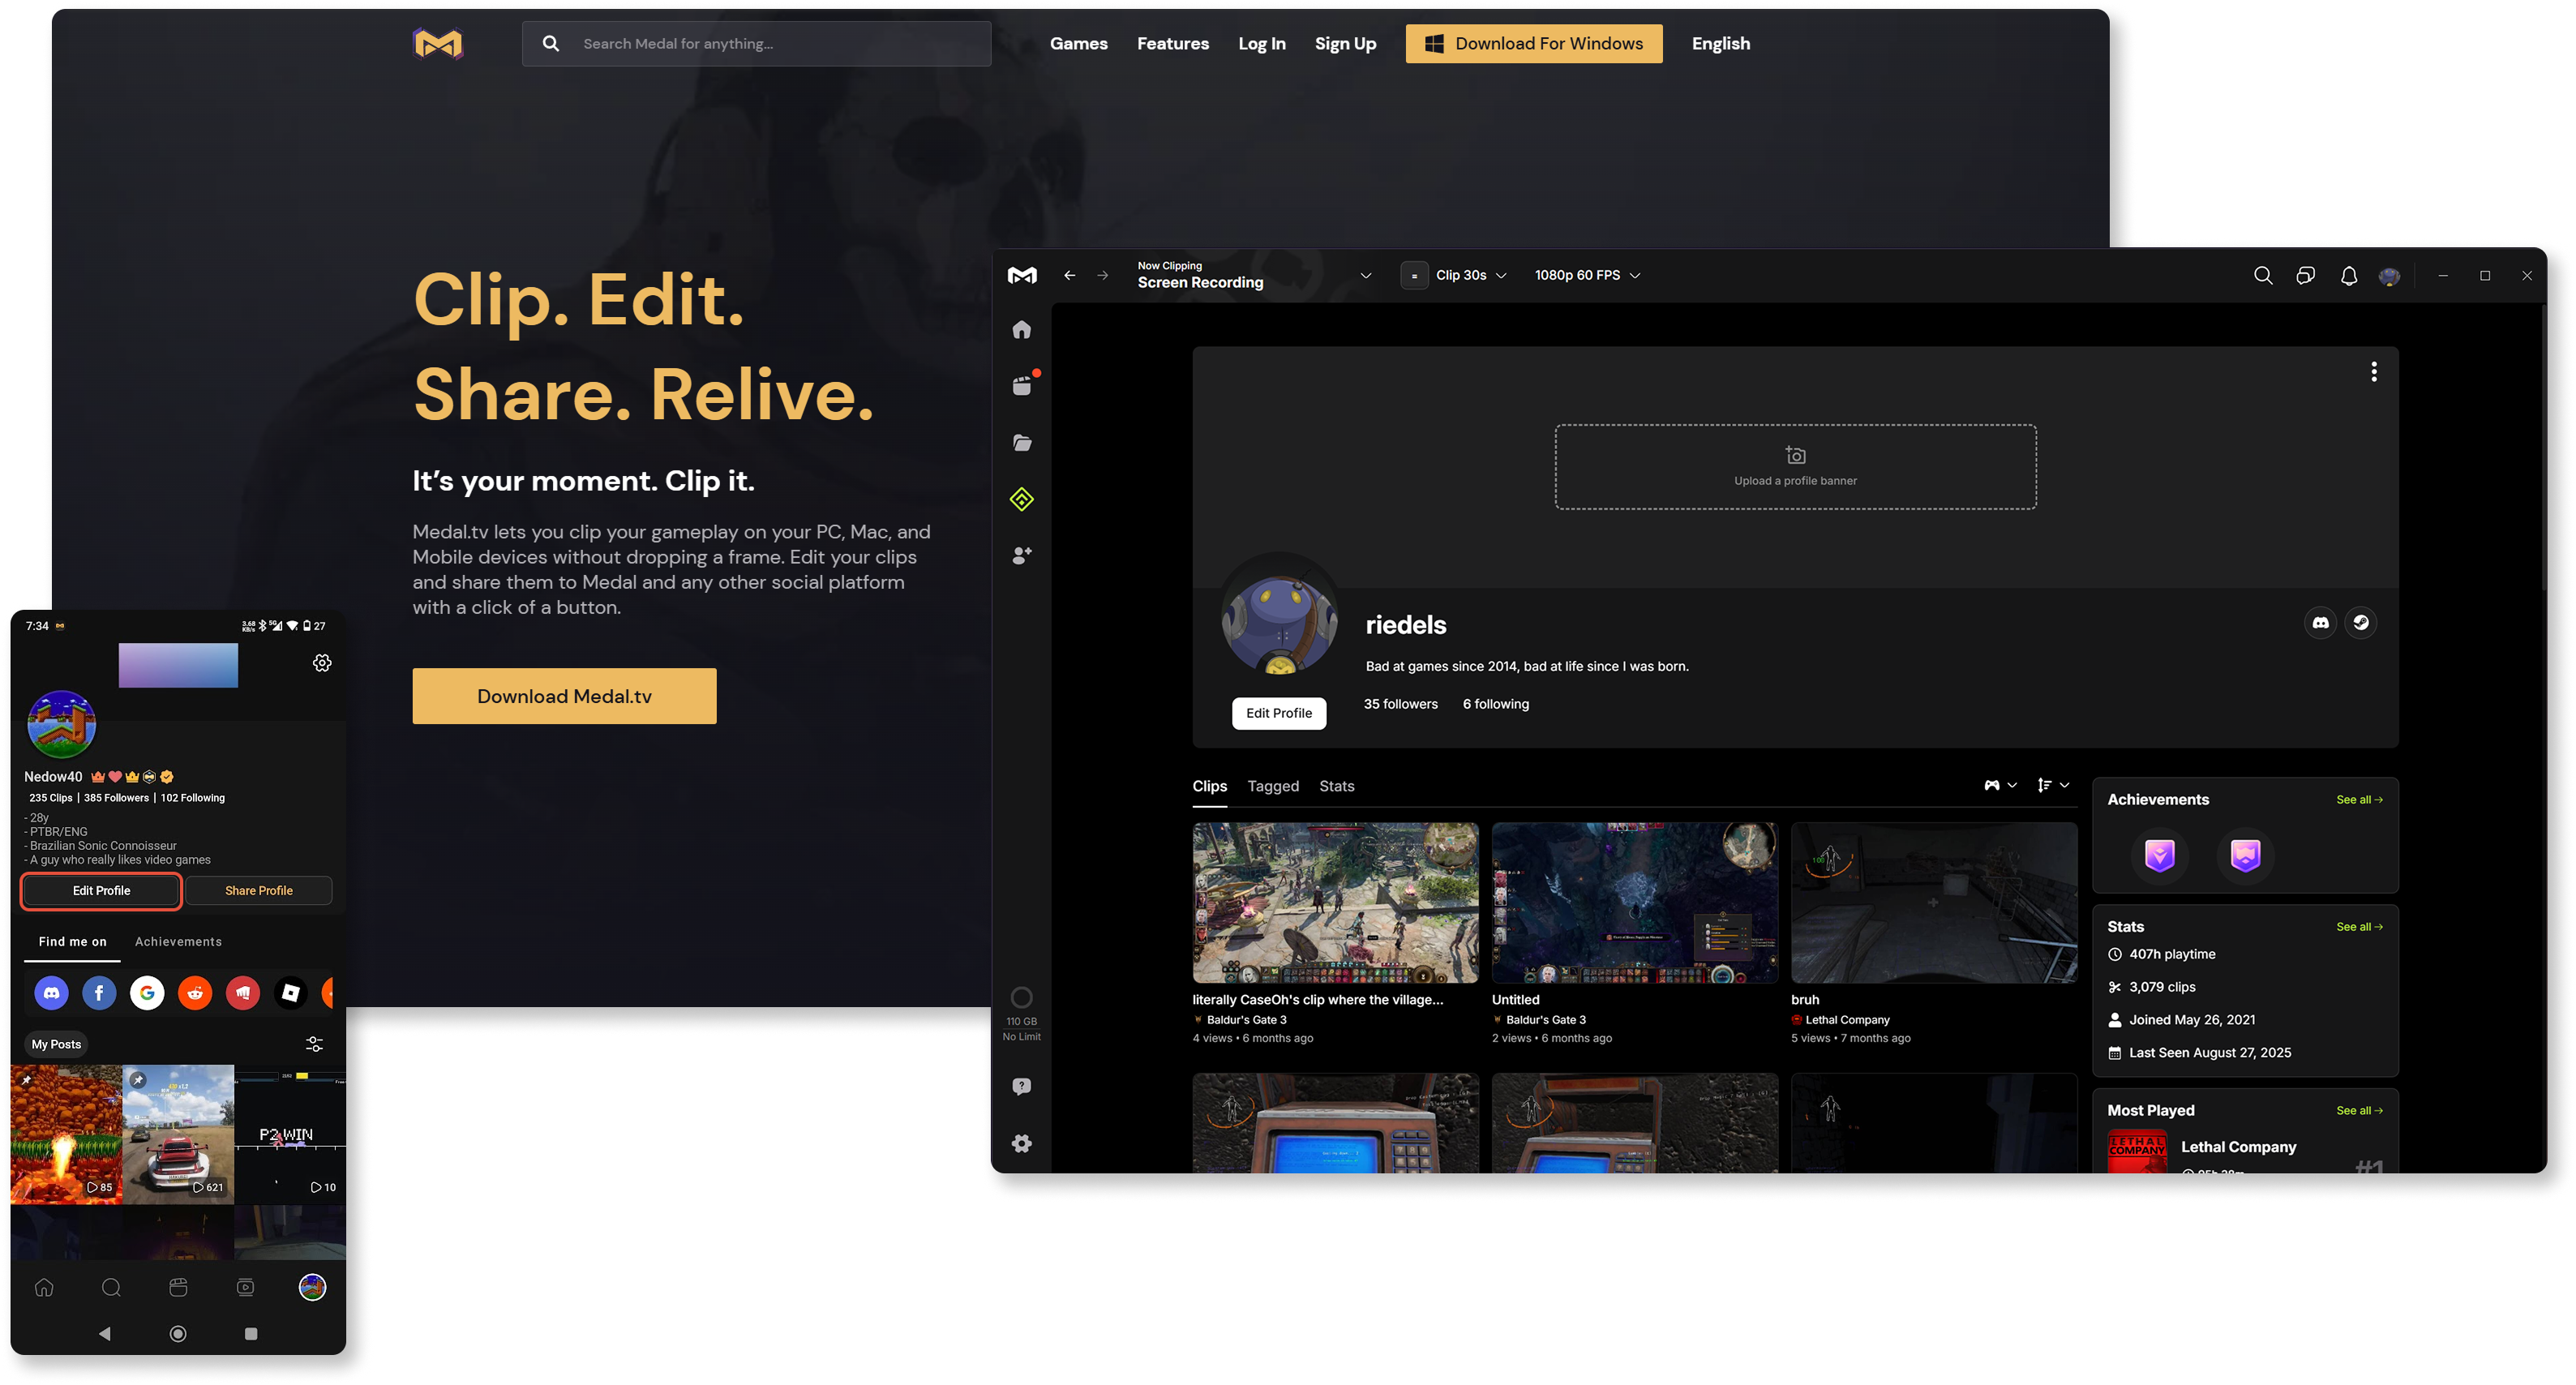 Search Medal for anything...
Games
Features
Log In
Sign Up
Download For Windows
English
Clip. Edit.
Share. Relive.
It's your moment. Clip it.
Medal.tv lets you clip your gameplay on your PC, Mac, and
Mobile devices without dropping a frame. Edit your clips
and share them to Medal and any other social platform
with a click of a button.
Download Medal.tv
7:34
3.68
KB/s
5G
27
Nedow40
235 Clips | 385 Followers | 102 Following
- 28y
- PTBR/ENG
- Brazilian Sonic Connoisseur
- A guy who really likes video games
Edit Profile
Share Profile
Find me on
Achievements
My Posts
P2 WIN
85
621
10
Now Clipping
Screen Recording
Clip 30s
1080p 60 FPS
Upload a profile banner
riedels
Bad at games since 2014, bad at life since I was born.
35 followers
6 following
Edit Profile
Clips
Tagged
Stats
literally CaseOh's clip where the village...
Baldur's Gate 3
4 views • 6 months ago
Untitled
Baldur's Gate 3
2 views • 6 months ago
bruh
Lethal Company
5 views • 7 months ago
110 GB
No Limit
Achievements
See all →
Stats
See all →
407h playtime
3,079 clips
Joined May 26, 2021
Last Seen August 27, 2025
Most Played
See all →
LETHAL
COMPANY
Lethal Company
#1